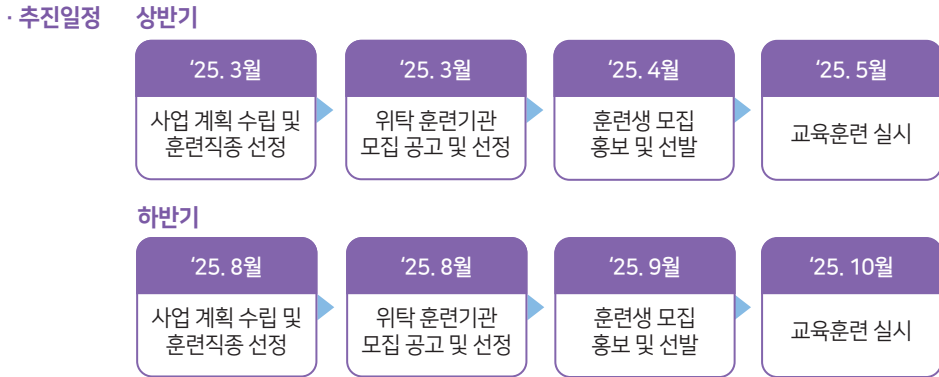 · 추진일정 상반기
‘25. 3월 ‘25. 3월 ‘25. 4월 ‘25. 5월
사업 계획 수립 및 훈련직종 선정
위탁 훈련기관 모집 공고 및 선정
훈련생 모집 홍보 및 선발
교육훈련 실시
하반기
‘25. 8월 ‘25. 8월 ‘25. 9월 ‘25. 10월
사업 계획 수립 및 훈련직종 선정
위탁 훈련기관 모집 공고 및 선정
훈련생 모집 홍보 및 선발
교육훈련 실시